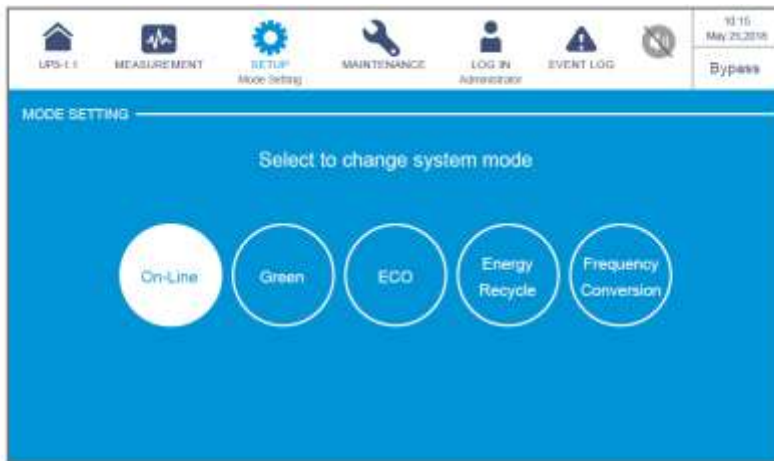 10:15
May 25,2018
UPS-1.1
MEASUREMENT
SETUP
Mode Setting
MAINTENANCE
LOG IN
Administrator
EVENT LOG
Bypass
MODE SETTING
Select to change system mode
On-Line
Green
ECO
Energy
Recycle
Frequency
Conversion